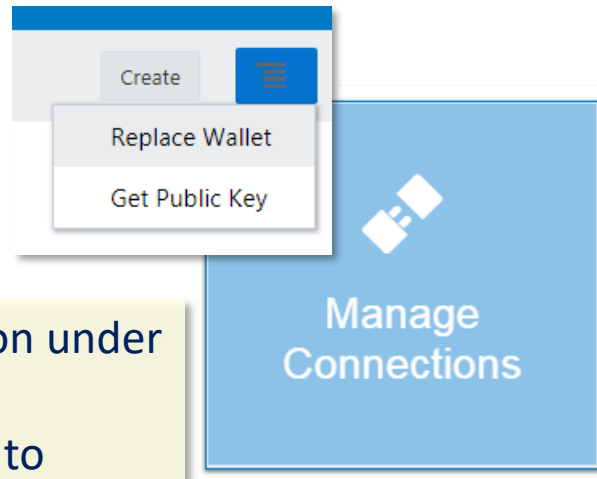 Create
Replace Wallet
Get Public Key
Manage
Connections
on under
to